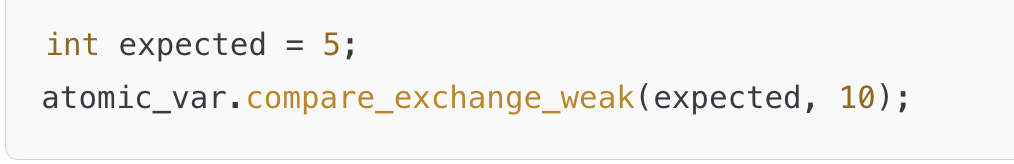 int expected = 5;
atomic_var.compare_exchange_weak(expected, 10);